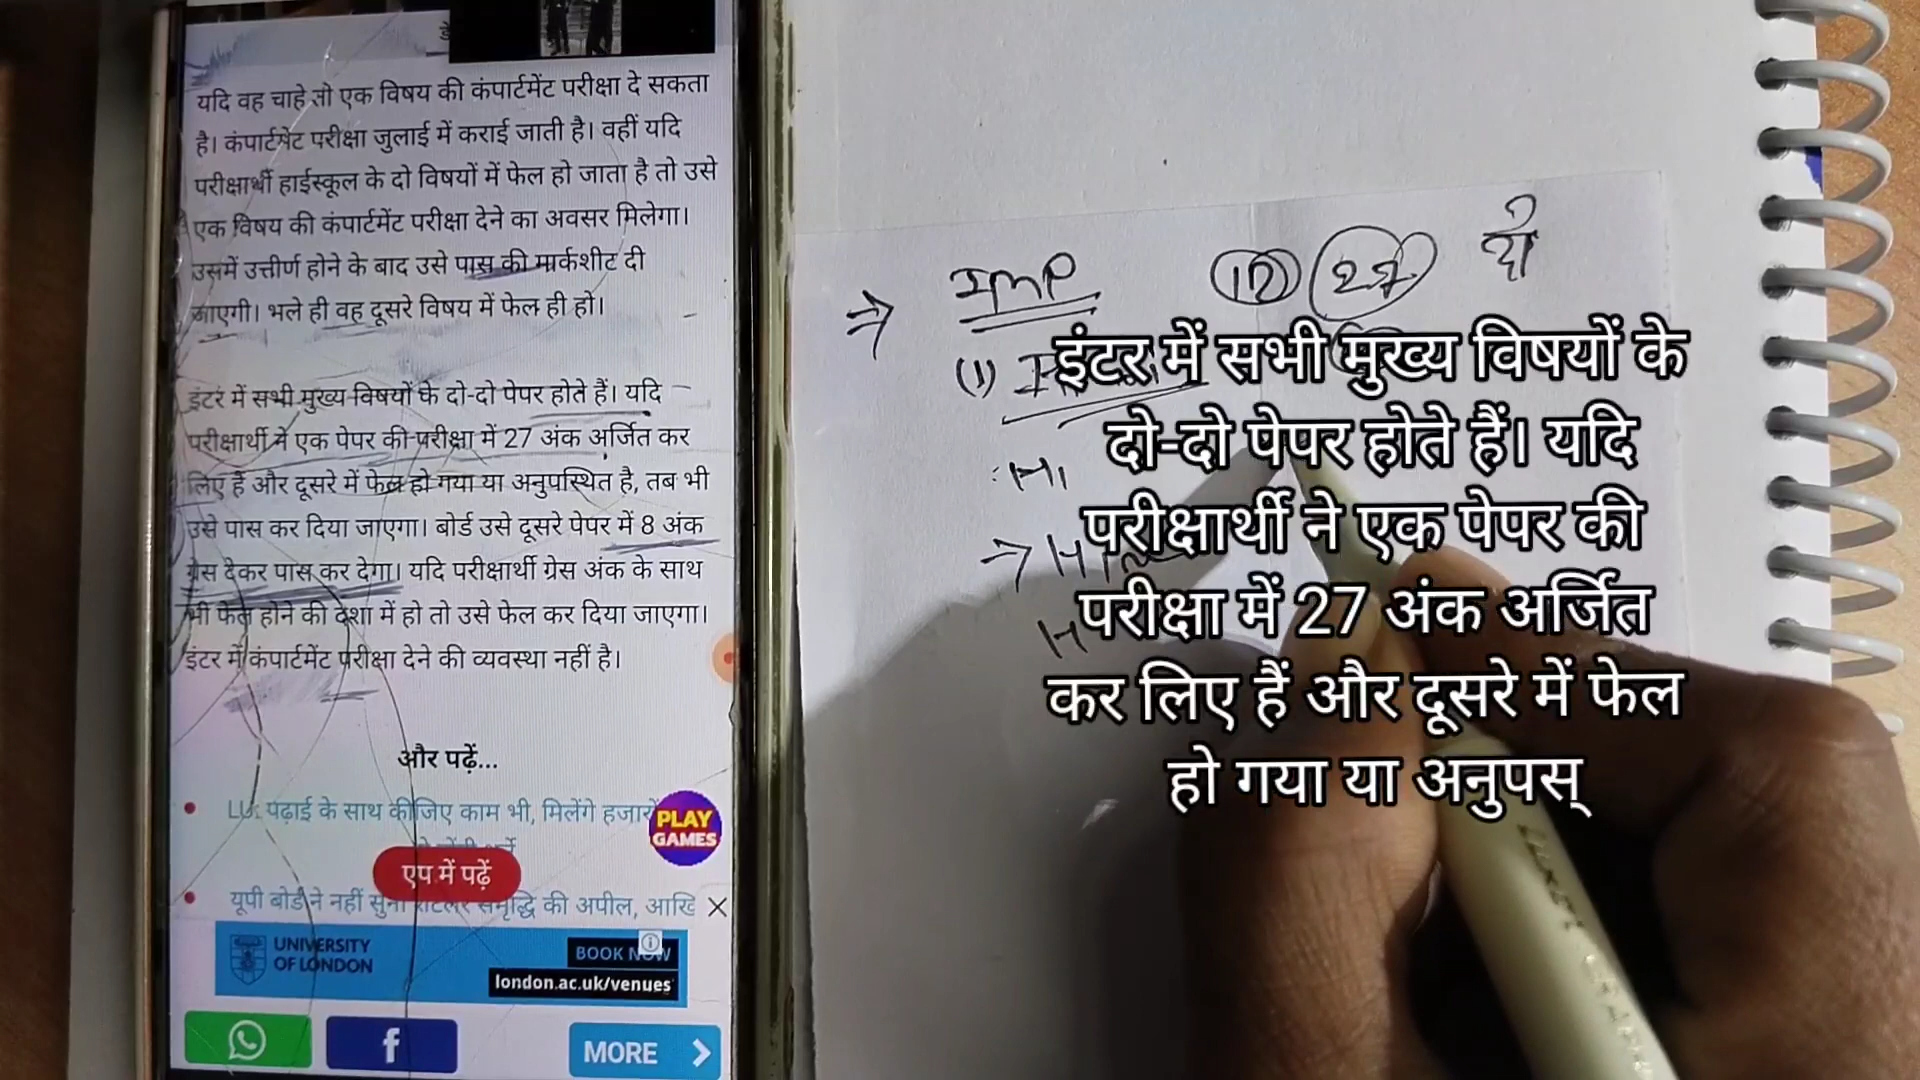 यदि वह चाहे तो एक विषय की कंपार्टमेंट परीक्षा दे सकता
है। कंपार्टमेंट परीक्षा जुलाई में कराई जाती है। वहीं यदि
परीक्षार्थी हाईस्कूल के दो विषयों में फेल हो जाता है तो उसे
एक विषय की कंपार्टमेंट परीक्षा देने का अवसर मिलेगा।
उसमें उत्तीर्ण होने के बाद उसे पास की मार्कशीट दी
जाएगी। भले ही वह दूसरे विषय में फेल ही हो।
इंटर में सभी मुख्य विषयों के दो-दो पेपर होते हैं। यदि
परीक्षार्थी ने एक पेपर की परीक्षा में 27 अंक अर्जित कर
लिए हैं और दूसरे में फेल हो गया या अनुपस्थित है, तब भी
उसे पास कर दिया जाएगा। बोर्ड उसे दूसरे पेपर में 8 अंक
ग्रेस देकर पास कर देगा। यदि परीक्षार्थी ग्रेस अंक के साथ
भी फेल होने की दशा में हो तो उसे फेल कर दिया जाएगा।
इंटर में कंपार्टमेंट परीक्षा देने की व्यवस्था नहीं है।
और पढ़ें...
पढ़ाई के साथ कीजिए काम भी, मिलेंगे हजारों
PLAY
GAMES
एप में पढ़ें
यूपी बोर्ड ने नहीं सुनी समृद्धि की अपील,
UNIVERSITY
OF LONDON
BOOK NOW
london.ac.uk/venues
f
MORE
IMP
27
(1)
इंटर में सभी मुख्य विषयों के
दो-दो पेपर होते हैं। यदि
परीक्षार्थी ने एक पेपर की
परीक्षा में 27 अंक अर्जित
कर लिए हैं और दूसरे में फेल
हो गया या अनुपस्